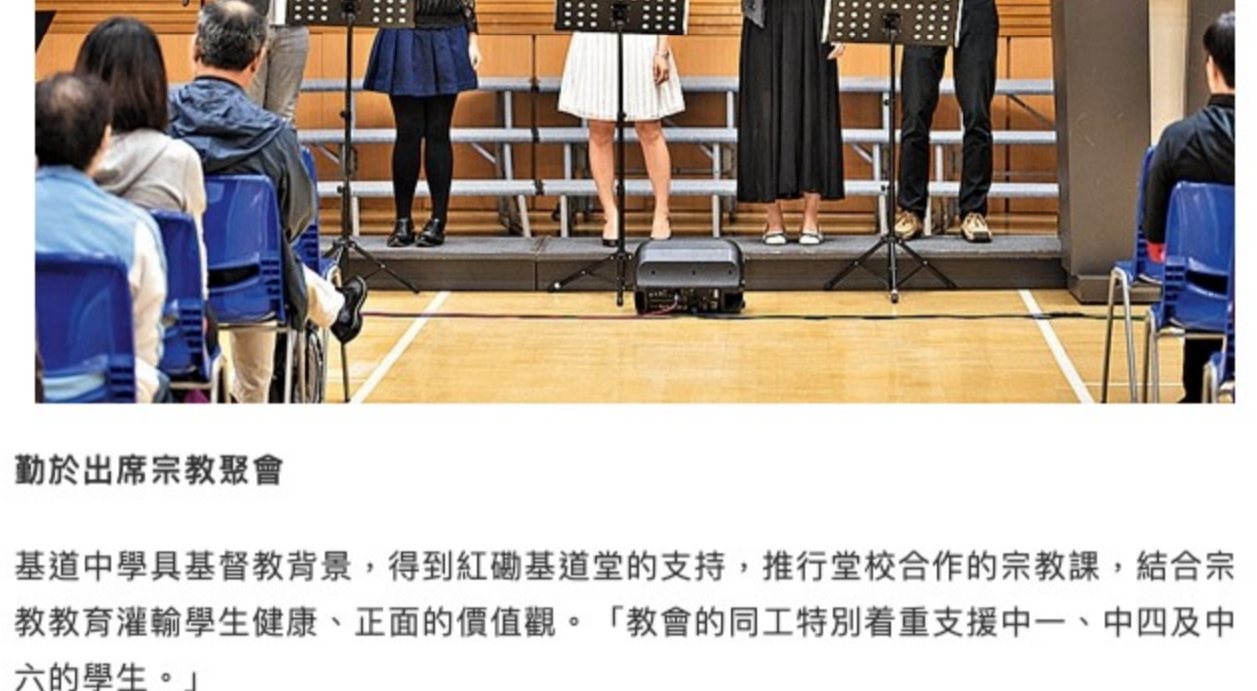 勤於出席宗教聚會
基道中學具基督教背景，得到紅磡基道堂的支持，推行堂校合作的宗教課，結合宗
教教育灌輸學生健康、正面的價值觀。「教會的同工特別着重支援中一、中四及中
六的學生。」